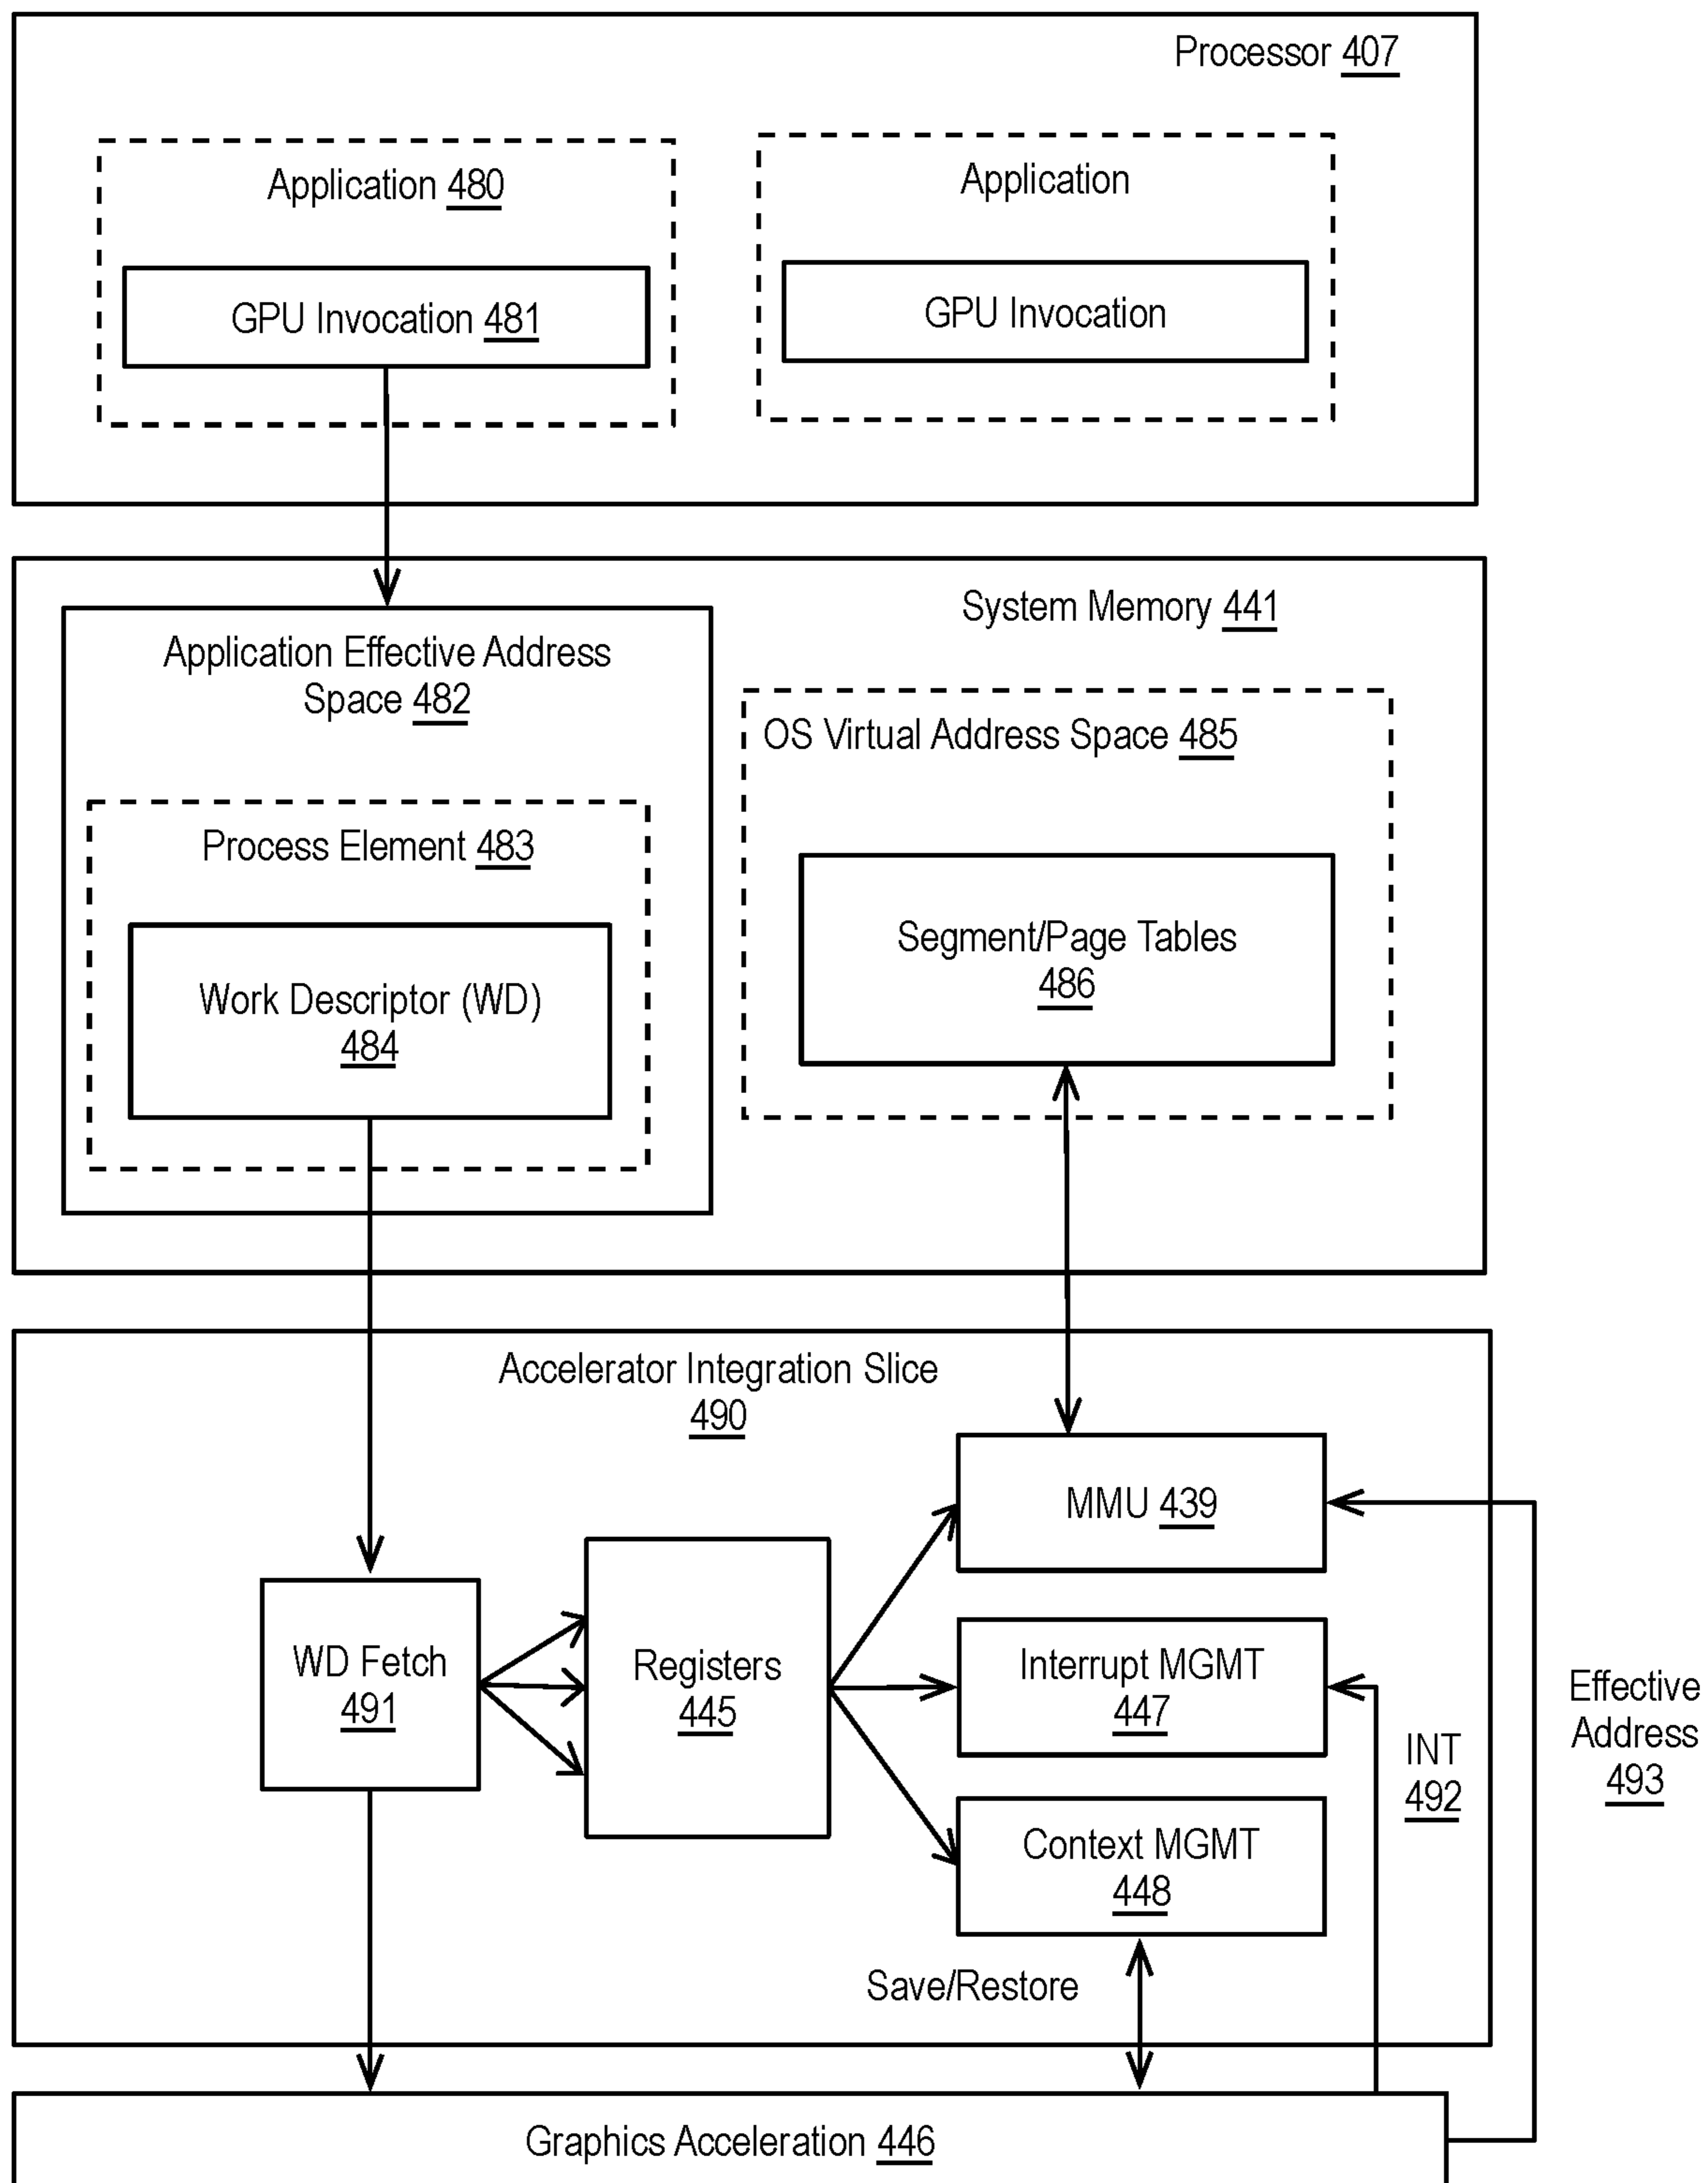 Processor 407
Application 480
GPU Invocation 481
Application
GPU Invocation
System Memory 441
Application Effective Address
Space 482
Process Element 483
Work Descriptor (WD)
484
OS Virtual Address Space 485
Segment/Page Tables
486
Accelerator Integration Slice
490
WD Fetch
491
Registers
445
MMU 439
Interrupt MGMT
447
Context MGMT
448
Save/Restore
INT
492
Effective
Address
493
Graphics Acceleration 446